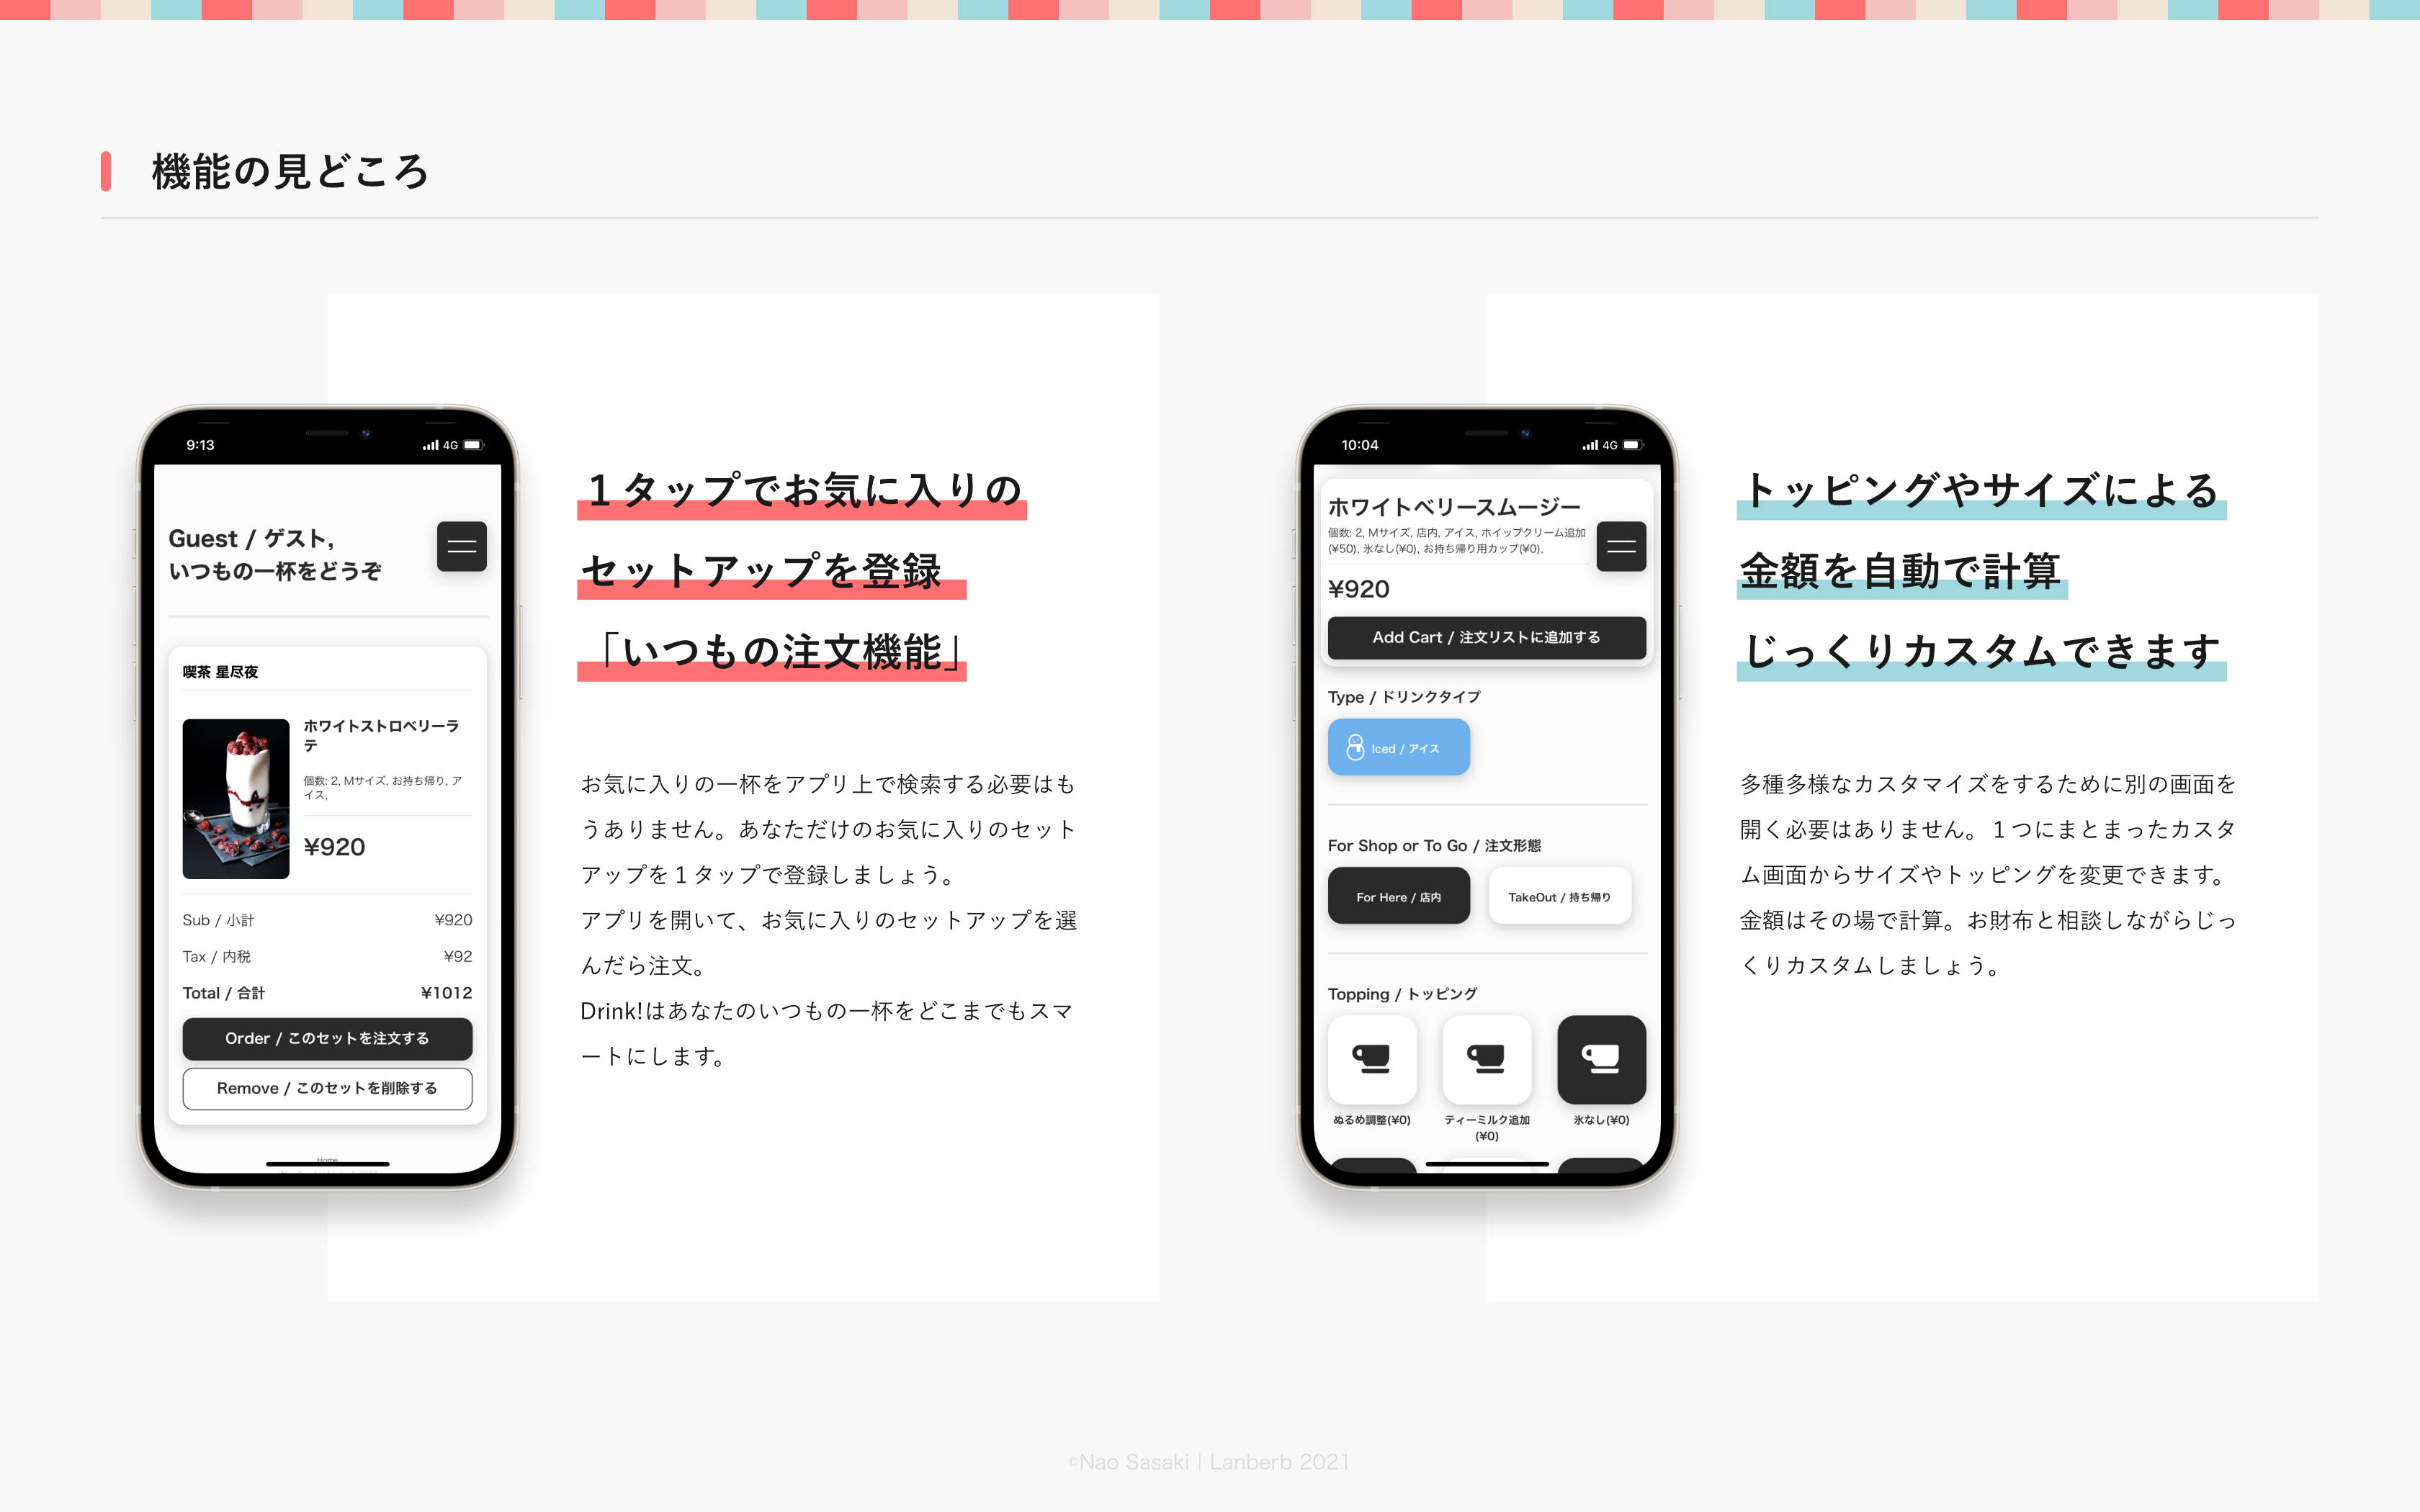 機能の見どころ
9:13
4G
Guest / ゲスト,
いつもの一杯をどうぞ
喫茶 星尽夜
ホワイトストロベリーラ
テ
個数: 2, Mサイズ, お持ち帰り, ア
イス,
¥920
Sub / 小計 ¥920
Tax / 内税 ¥92
Total / 合計 ¥1012
Order / このセットを注文する
Remove / このセットを削除する
Home
１タップでお気に入りの
セットアップを登録
「いつもの注文機能」
お気に入りの一杯をアプリ上で検索する必要はも
うありません。あなただけのお気に入りのセット
アップを１タップで登録しましょう。
アプリを開いて、お気に入りのセットアップを選
んだら注文。
Drink!はあなたのいつもの一杯をどこまでもスマ
ートにします。
10:04
4G
ホワイトベリースムージー
個数: 2, Mサイズ, 店内, アイス, ホイップクリーム追加
(¥50), 氷なし(¥0), お持ち帰り用カップ(¥0),
¥920
Add Cart / 注文リストに追加する
Type / ドリンクタイプ
Iced / アイス
For Shop or To Go / 注文形態
For Here / 店内
TakeOut / 持ち帰り
Topping / トッピング
ぬるめ調整(¥0)
ティーミルク追加
(¥0)
氷なし(¥0)
トッピングやサイズによる
金額を自動で計算
じっくりカスタムできます
多種多様なカスタマイズをするために別の画面を
開く必要はありません。１つにまとまったカスタ
ム画面からサイズやトッピングを変更できます。
金額はその場で計算。お財布と相談しながらじっ
くりカスタムしましょう。
©Nao Sasaki | Lanberb 2021